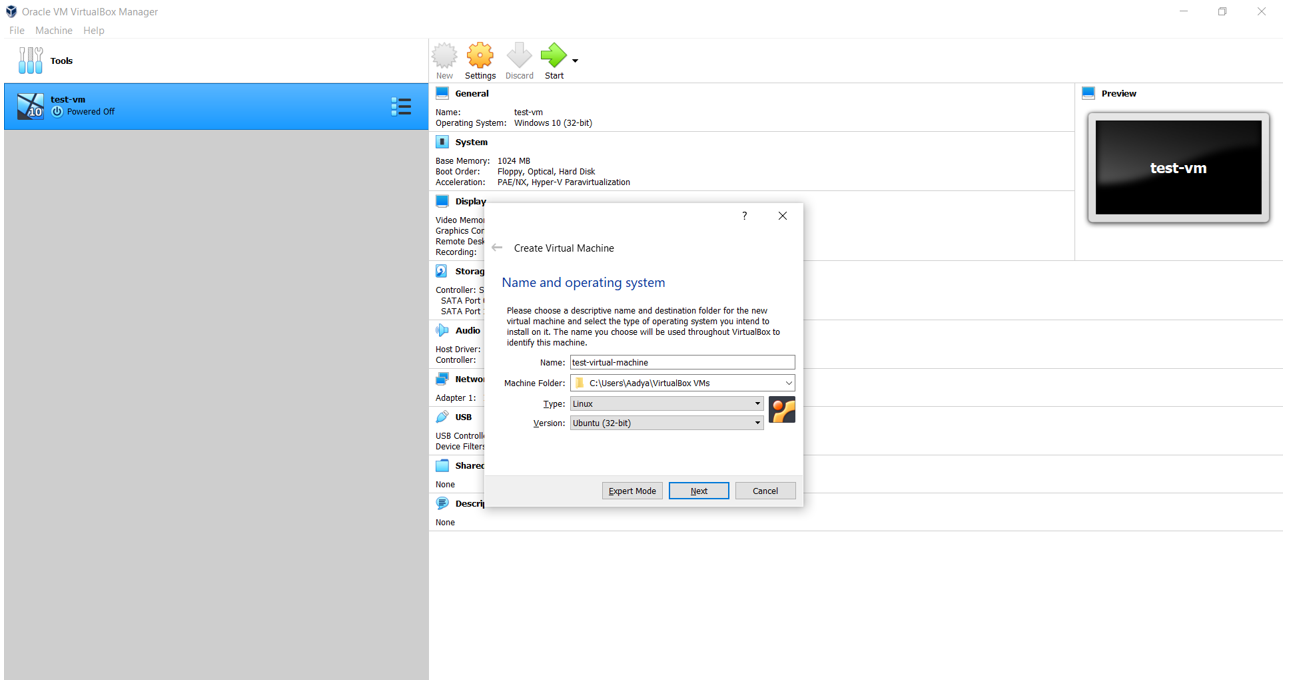 Oracle VM VirtualBox Manager
File Machine Help
Tools
New Settings Discard Start
test-vm
10 Powered Off
General
Name: test-vm
Operating System: Windows 10 (32-bit)
Preview
test-vm
System
Base Memory: 1024 MB
Boot Order: Floppy, Optical, Hard Disk
Acceleration: PAE/NX, Hyper-V Paravirtualization
Display
Video Memo
Graphics Cor
Remote Desk
Recording:
Storag
Controller: S
SATA Port
SATA Port
Audio
Host Driver:
Controller:
Netwo
Adapter 1:
USB
USB Controll
Device Filters
Shared
None
Descrip
None
?
Create Virtual Machine
Name and operating system
Please choose a descriptive name and destination folder for the new
virtual machine and select the type of operating system you intend to
install on it. The name you choose will be used throughout VirtualBox to
identify this machine.
Name: test-virtual-machine
Machine Folder: C:\Users\Aadya\VirtualBox VMs
Type: Linux
Version: Ubuntu (32-bit)
Expert Mode Next Cancel